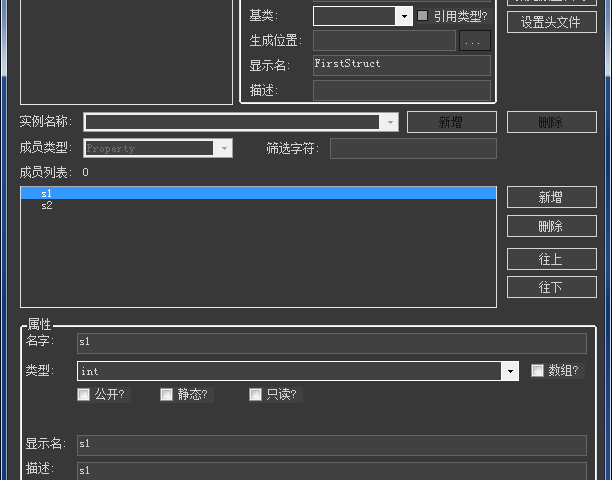 基类:
引用类型?
设置头文件
生成位置:
...
显示名: FirstStruct
描述:
实例名称:
新增
删除
成员类型: Property
筛选字符:
成员列表: 0
s1
s2
新增
删除
往上
往下
属性
名字: s1
类型: int
数组?
公开?
静态?
只读?
显示名: s1
描述: s1